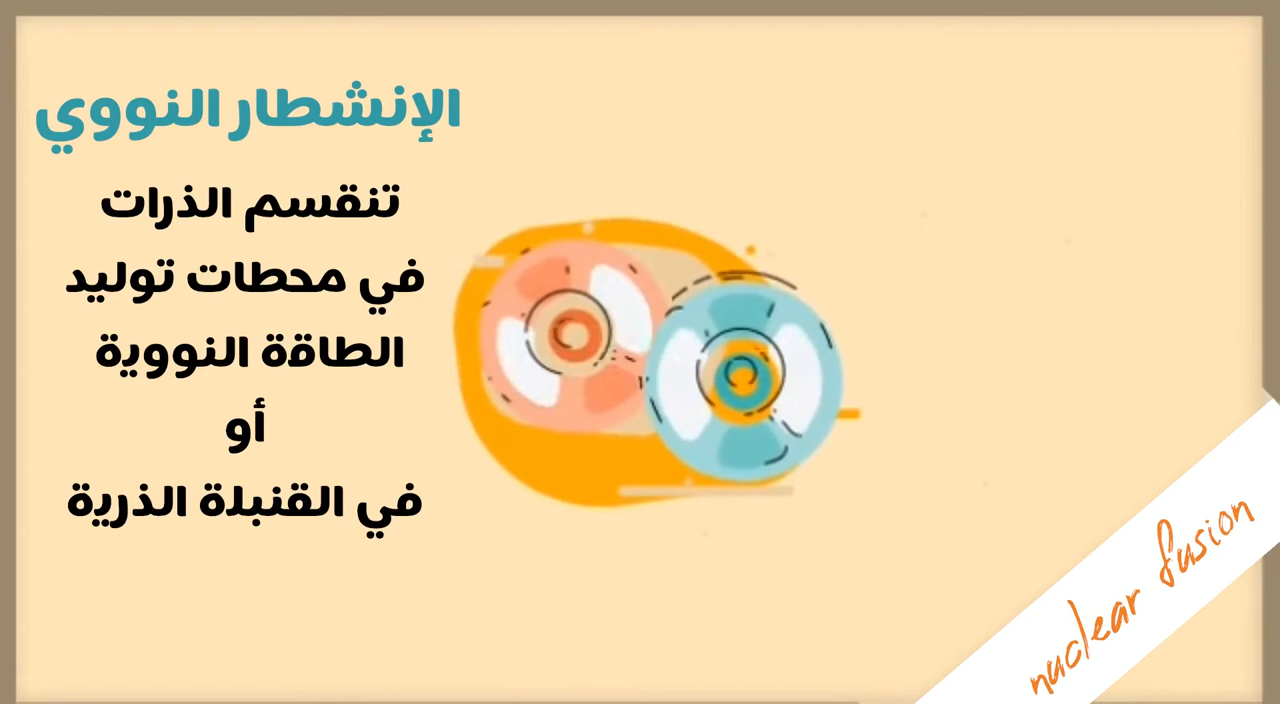 الإنشطار النووي
تنقسم الذرات
في محطات توليد
الطاقة النووية
أو
في القنبلة الذرية
nuclear fusion